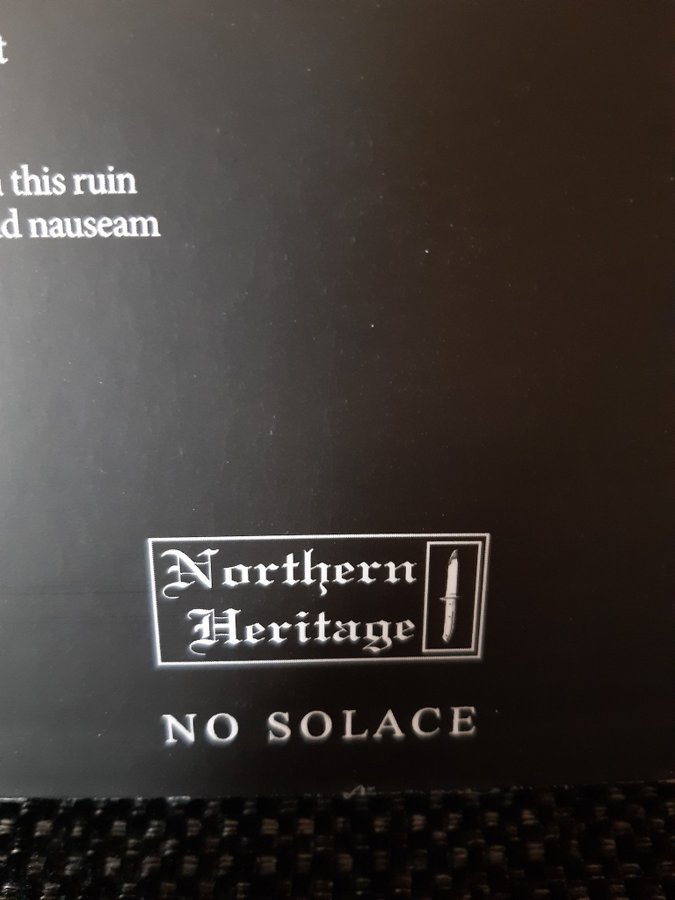 this ruin
nauseam
Northern
Heritage
NO SOLACE